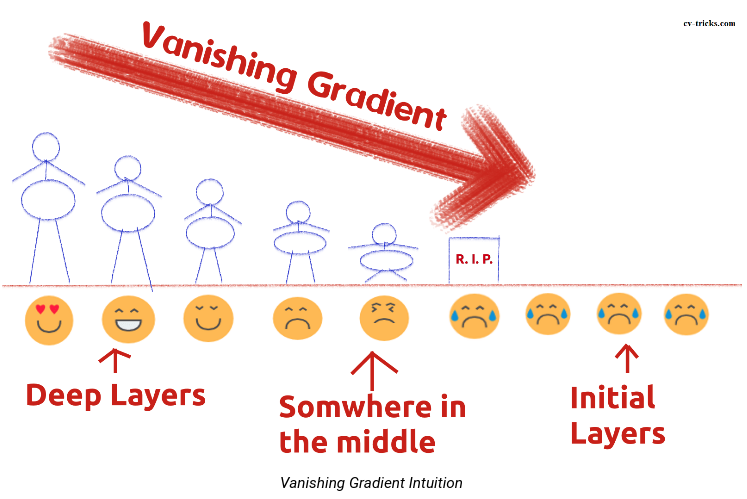 cv-tricks.com
Vanishing Gradient
R. I. P.
Deep Layers
Somwhere in
the middle
Initial
Layers
Vanishing Gradient Intuition